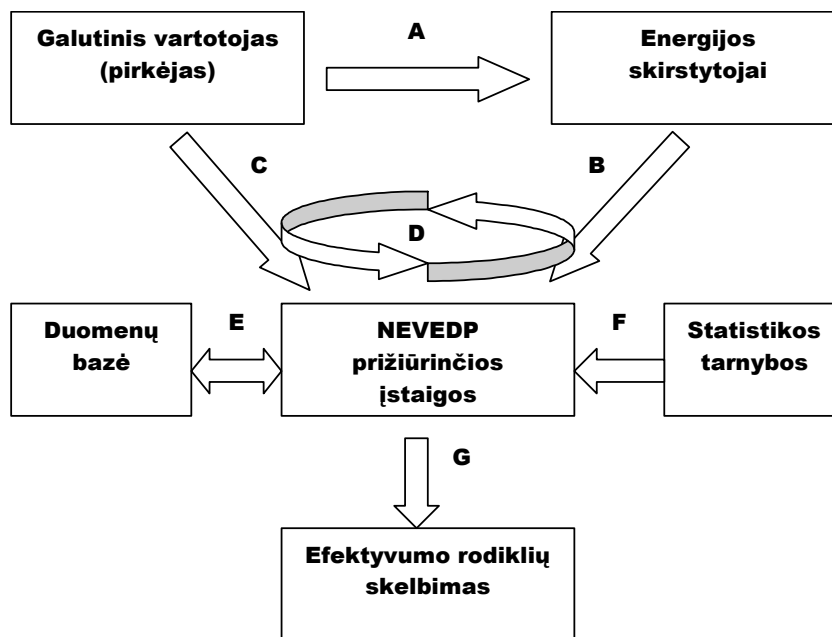 Galutinis vartotojas
(pirkėjas)
A
Energijos
skirstytojai
C
B
D
Duomenų
bazė
E
NEVEDP
prižiūrinčios
įstaigos
F
Statistikos
tarnybos
G
Efektyvumo rodiklių
skelbimas